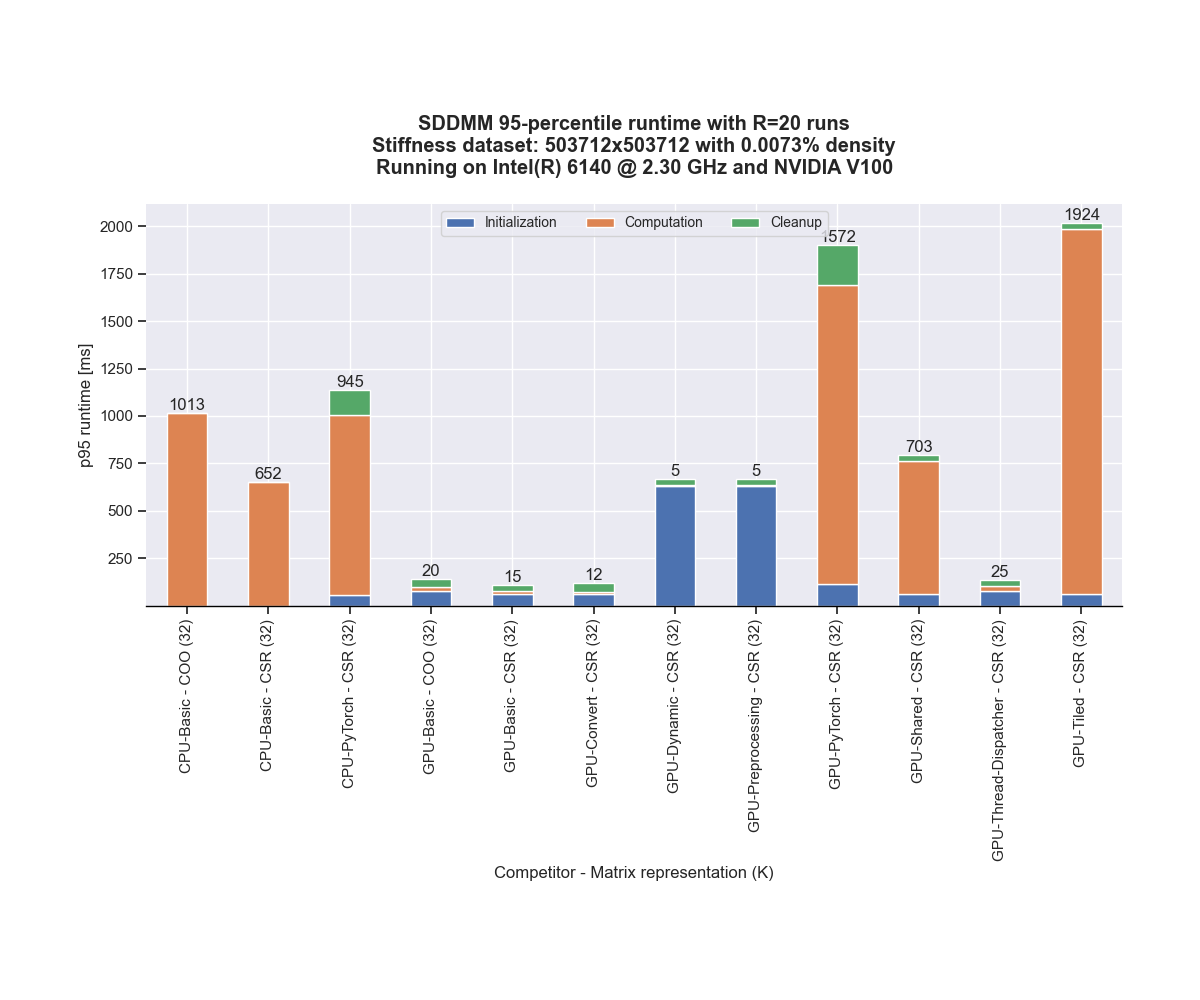 SDDMM 95-percentile runtime with R=20 runs
Stiffness dataset: 503712x503712 with 0.0073% density
Running on Intel(R) 6140 @ 2.30 GHz and NVIDIA V100
Initialization Computation Cleanup
p95 runtime [ms]
2000
1750
1500
1250
1000
750
500
250
1013
652
945
20
15
12
5
5
1572
703
25
1924
CPU-Basic - COO (32)
CPU-Basic - CSR (32)
CPU-PyTorch - CSR (32)
GPU-Basic - COO (32)
GPU-Basic - CSR (32)
GPU-Convert - CSR (32)
GPU-Dynamic - CSR (32)
GPU-Preprocessing - CSR (32)
GPU-PyTorch - CSR (32)
GPU-Shared - CSR (32)
GPU-Thread-Dispatcher - CSR (32)
GPU-Tiled - CSR (32)
Competitor - Matrix representation (K)